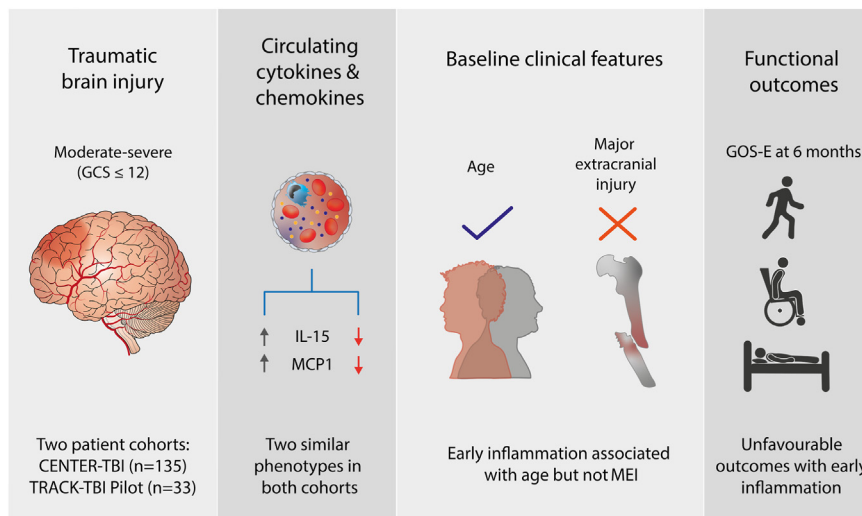 Traumatic
brain injury
Moderate-severe
(GCS ≤ 12)
Two patient cohorts:
CENTER-TBI (n=135)
TRACK-TBI Pilot (n=33)
Circulating
cytokines &
chemokines
IL-15
MCP1
Two similar
phenotypes in
both cohorts
Baseline clinical features
Age
Major
extracranial
injury
Early inflammation associated
with age but not MEI
Functional
outcomes
GOS-E at 6 months
Unfavourable
outcomes with early
inflammation